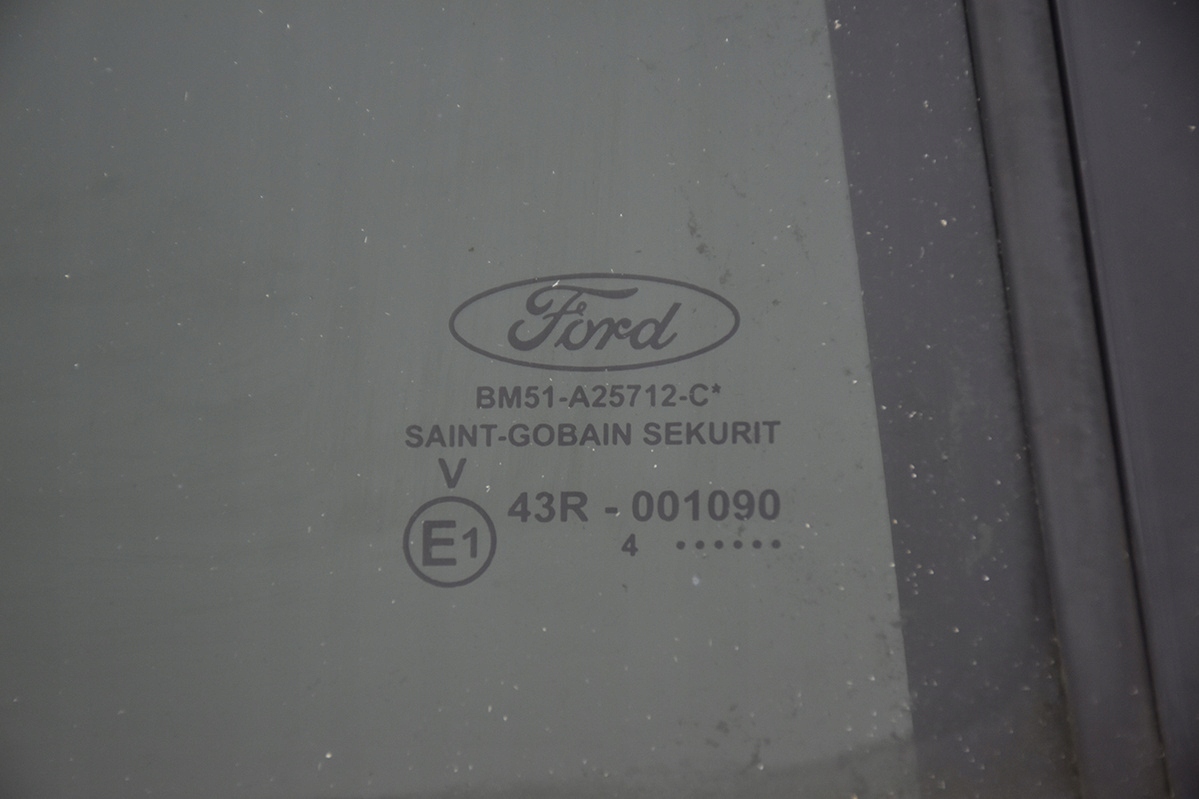 Ford
BM51-A25712-C*
SAINT-GOBAIN SEKURIT
V
E1 43R - 001090
4 ......